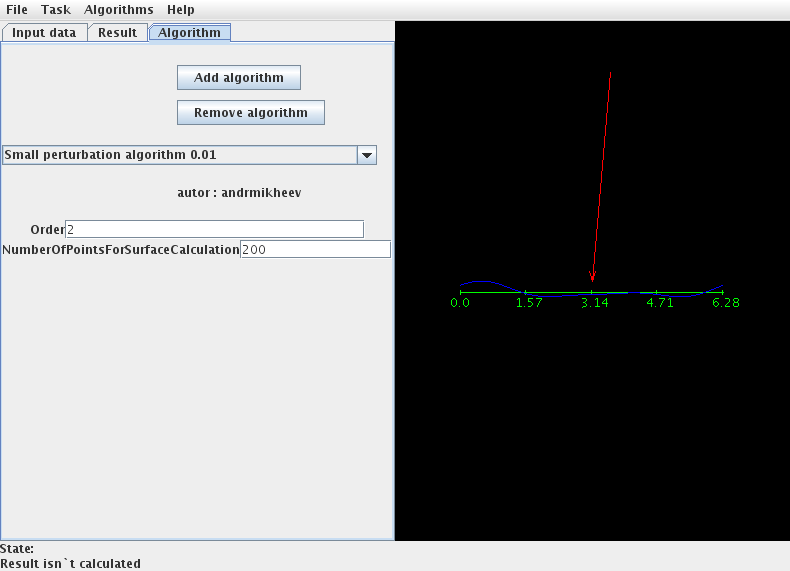 File Task Algorithms Help
Input data Result Algorithm
Add algorithm
Remove algorithm
Small perturbation algorithm 0.01
autor : andrmikheev
Order 2
NumberOfPointsForSurfaceCalculation 200
0.0 1.57 3.14 4.71 6.28
State:
Result isn`t calculated